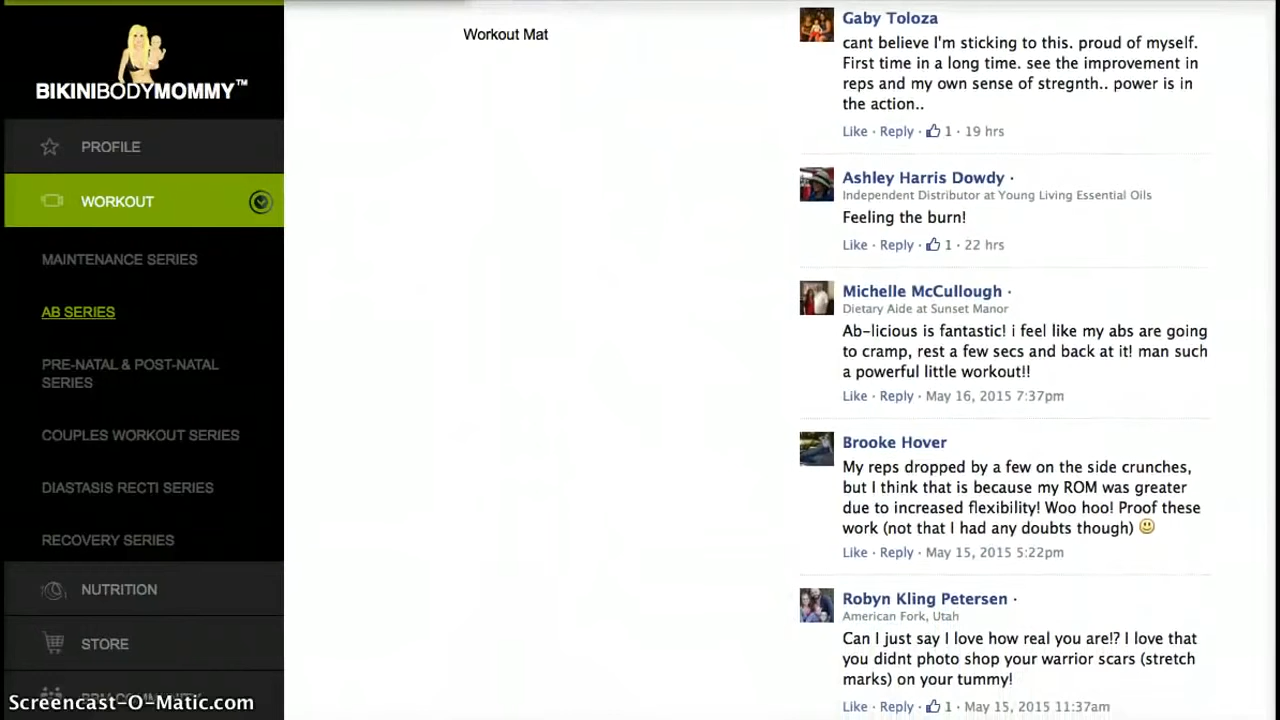 BIKINIBODYMOMMY™
PROFILE
WORKOUT
MAINTENANCE SERIES
AB SERIES
PRE-NATAL & POST-NATAL
SERIES
COUPLES WORKOUT SERIES
DIASTASIS RECTI SERIES
RECOVERY SERIES
NUTRITION
STORE
BBM COMMUNITY
Screencast-O-Matic.com
Workout Mat
Gaby Toloza
cant believe I'm sticking to this. proud of myself.
First time in a long time. see the improvement in
reps and my own sense of stregnth.. power is in
the action..
Like · Reply · 1 · 19 hrs
Ashley Harris Dowdy ·
Independent Distributor at Young Living Essential Oils
Feeling the burn!
Like · Reply · 1 · 22 hrs
Michelle McCullough ·
Dietary Aide at Sunset Manor
Ab-licious is fantastic! i feel like my abs are going
to cramp, rest a few secs and back at it! man such
a powerful little workout!!
Like · Reply · May 16, 2015 7:37pm
Brooke Hover
My reps dropped by a few on the side crunches,
but I think that is because my ROM was greater
due to increased flexibility! Woo hoo! Proof these
work (not that I had any doubts though)
Like · Reply · May 15, 2015 5:22pm
Robyn Kling Petersen ·
American Fork, Utah
Can I just say I love how real you are!? I love that
you didnt photo shop your warrior scars (stretch
marks) on your tummy!
Like · Reply · 1 · May 15, 2015 11:37am